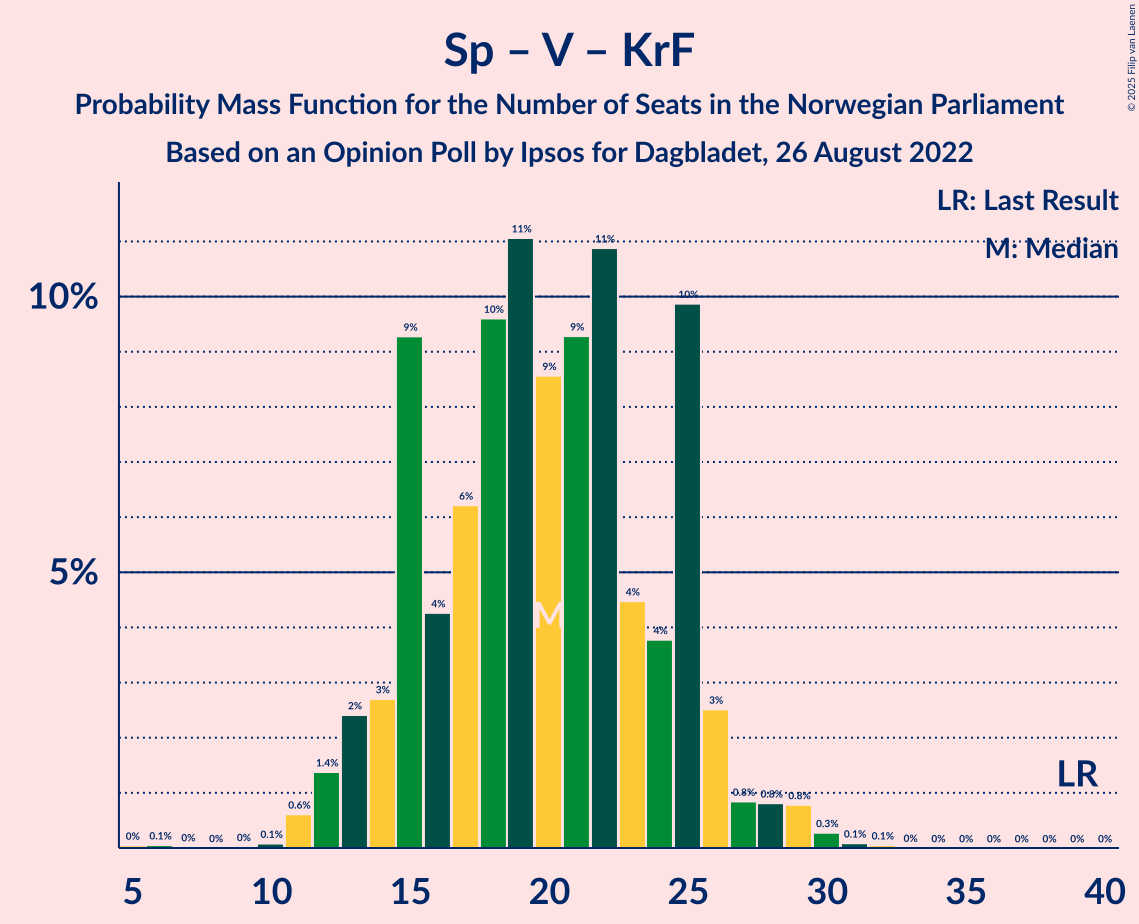 Sp – V – KrF
Probability Mass Function for the Number of Seats in the Norwegian Parliament
Based on an Opinion Poll by Ipsos for Dagbladet, 26 August 2022
© 2025 Filip van Laenen
LR: Last Result
M: Median
10%
5%
0% 0.1% 0% 0% 0% 0.1% 0.6% 1.4% 2% 3% 9% 4% 6% 10% 11% 9% 9% 11% 4% 4% 10% 3% 0.8% 0.8% 0.8% 0.3% 0.1% 0.1% 0% 0% 0% 0% 0% 0% 0% 0%
M
LR
5 10 15 20 25 30 35 40